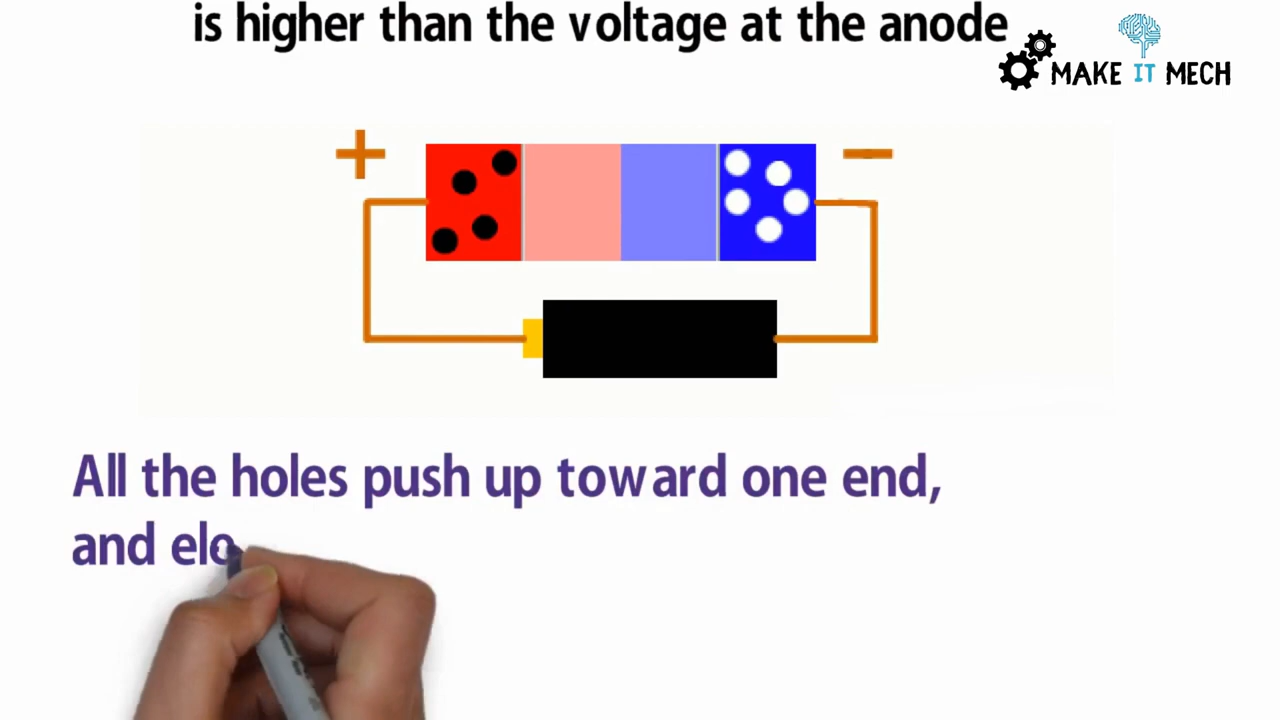 is higher than the voltage at the anode
MAKE IT MECH
+
−
All the holes push up toward one end,
and ele